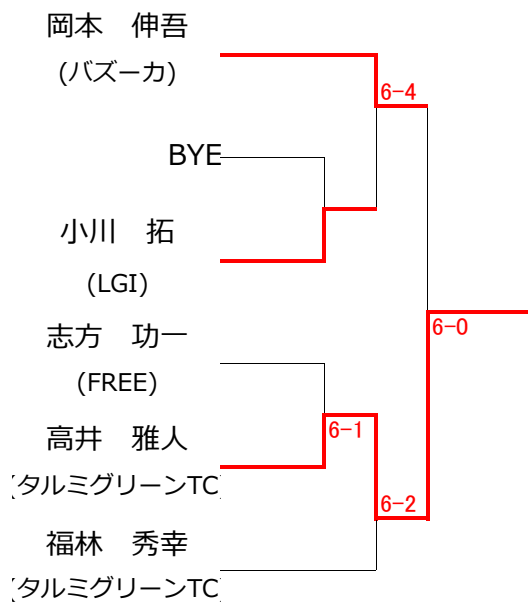 岡本　伸吾
(バズーカ)
6-4
BYE
小川　拓
(LGI)
志方　功一
6-0
(FREE)
高井　雅人
6-1
(タルミグリーンTC)
6-2
福林　秀幸
(タルミグリーンTC)